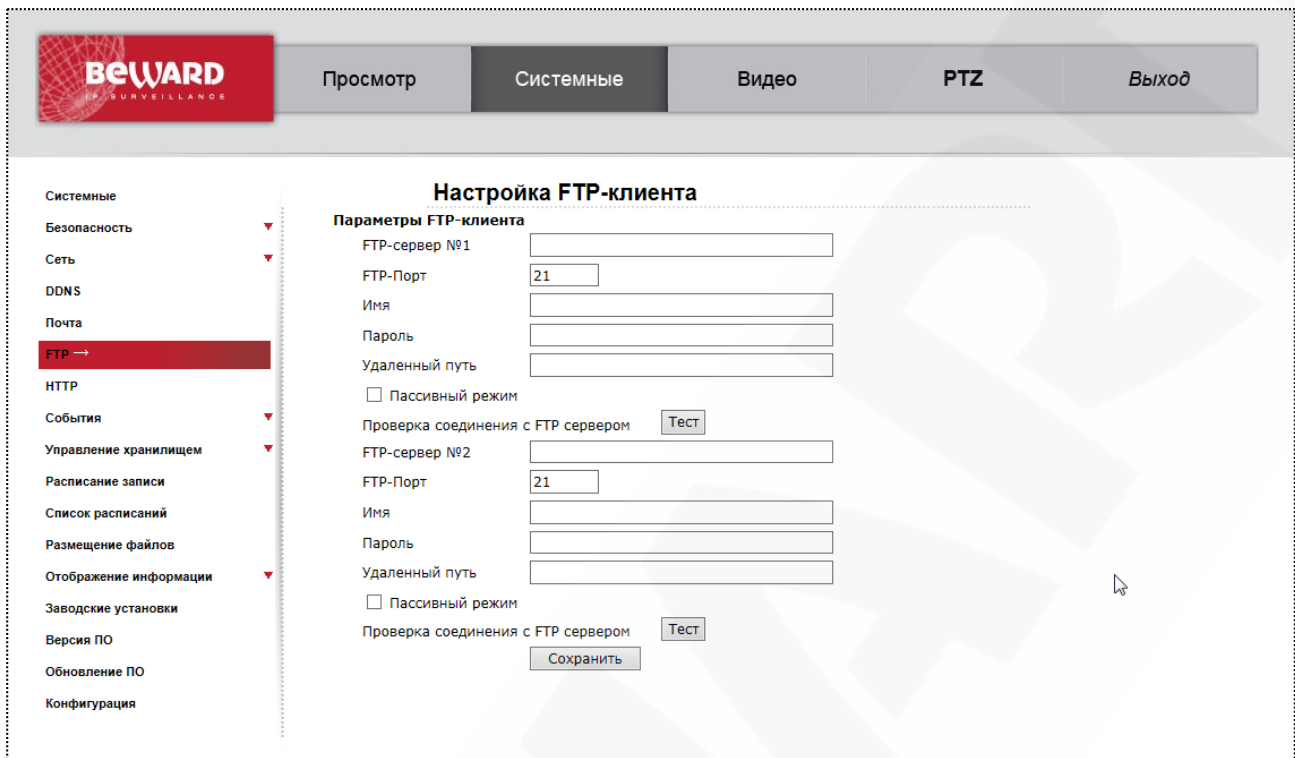 BEWARD
IP SURVEILLANCE
Просмотр
Системные
Видео
PTZ
Выход
Системные
Безопасность
Сеть
DDNS
Почта
FTP →
HTTP
События
Управление хранилищем
Расписание записи
Список расписаний
Размещение файлов
Отображение информации
Заводские установки
Версия ПО
Обновление ПО
Конфигурация
Настройка FTP-клиента
Параметры FTP-клиента
FTP-сервер №1
FTP-Порт 21
Имя
Пароль
Удаленный путь
Пассивный режим
Проверка соединения с FTP сервером Тест
FTP-сервер №2
FTP-Порт 21
Имя
Пароль
Удаленный путь
Пассивный режим
Проверка соединения с FTP сервером Тест
Сохранить